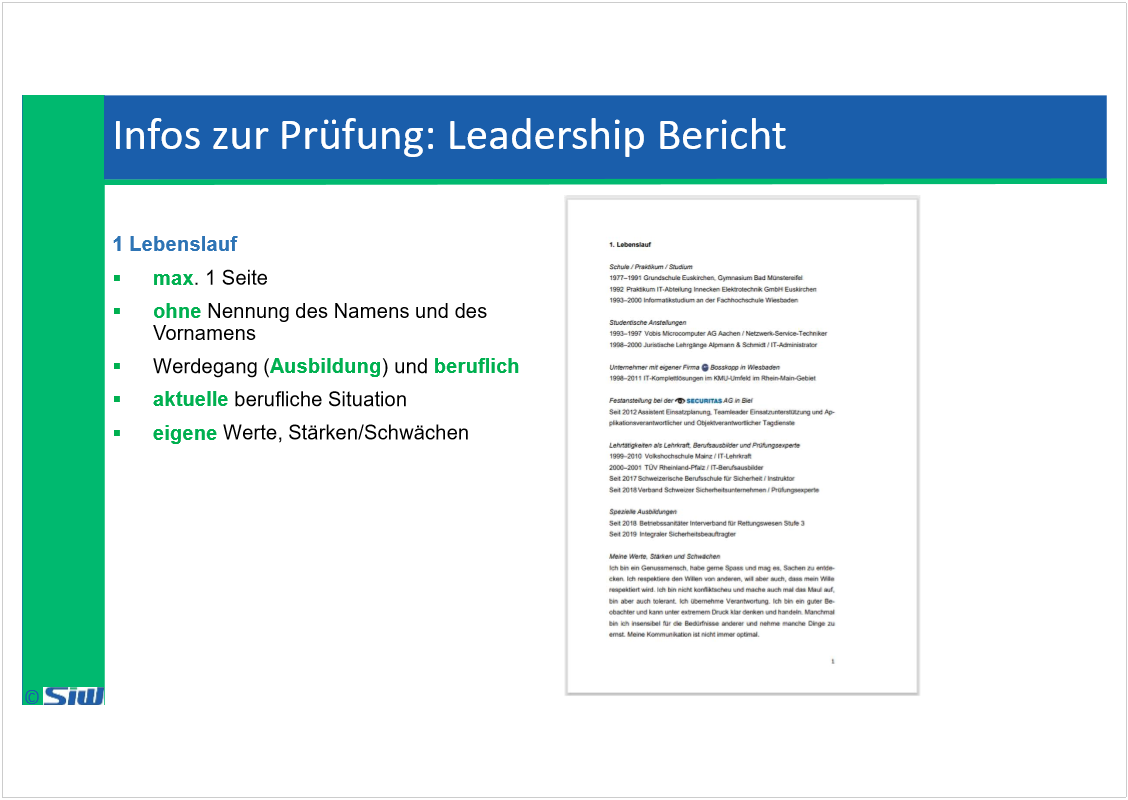 Infos zur Prüfung: Leadership Bericht
1 Lebenslauf
▪ max. 1 Seite
▪ ohne Nennung des Namens und des
Vornamens
▪ Werdegang (Ausbildung) und beruflich
▪ aktuelle berufliche Situation
▪ eigene Werte, Stärken/Schwächen
1. Lebenslauf
Schule / Praktikum / Studium
1977–1991 Grundschule Euskirchen, Gymnasium Bad Münstereifel
1992 Praktikum IT-Abteilung Innecken Elektrotechnik GmbH Euskirchen
1993–2000 Informatikstudium an der Fachhochschule Wiesbaden
Studentische Anstellungen
1993–1997 Vobis Microcomputer AG Aachen / Netzwerk-Service-Techniker
1998–2000 Juristische Lehrgänge Alpmann & Schmidt / IT-Administrator
Unternehmer mit eigener Firma Bosskopp in Wiesbaden
1998–2011 IT-Komplettlösungen im KMU-Umfeld im Rhein-Main-Gebiet
Festanstellung bei der SECURITAS AG in Biel
Seit 2012 Assistent Einsatzplanung, Teamleader Einsatzunterstützung und Ap-
plikationsverantwortlicher und Objektverantwortlicher Tagdienste
Lehrtätigkeiten als Lehrkraft, Berufsausbilder und Prüfungsexperte
1999–2010 Volkshochschule Mainz / IT-Lehrkraft
2000–2001 TÜV Rheinland-Pfalz / IT-Berufsausbilder
Seit 2017 Schweizerische Berufsschule für Sicherheit / Instruktor
Seit 2018 Verband Schweizer Sicherheitsunternehmen / Prüfungsexperte
Spezielle Ausbildungen
Seit 2018 Betriebssanitäter Interverband für Rettungswesen Stufe 3
Seit 2019 Integraler Sicherheitsbeauftragter
Meine Werte, Stärken und Schwächen
Ich bin ein Genussmensch, habe gerne Spass und mag es, Sachen zu entde-
cken. Ich respektiere den Willen von anderen, will aber auch, dass mein Wille
respektiert wird. Ich bin nicht konfliktscheu und mache auch mal das Maul auf,
bin aber auch tolerant. Ich übernehme Verantwortung. Ich bin ein guter Be-
obachter und kann unter extremem Druck klar denken und handeln. Manchmal
bin ich insensibel für die Bedürfnisse anderer und nehme manche Dinge zu
ernst. Meine Kommunikation ist nicht immer optimal.
1
© SIW